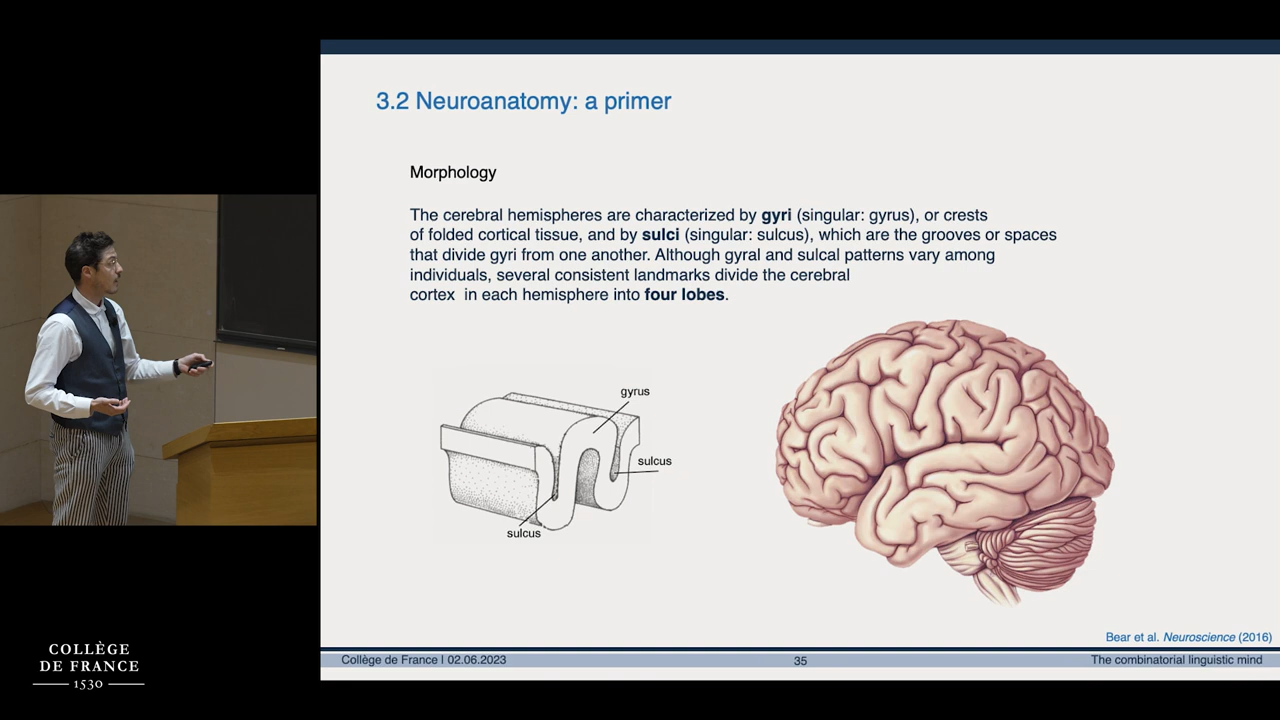 3.2 Neuroanatomy: a primer
Morphology
The cerebral hemispheres are characterized by gyri (singular: gyrus), or crests
of folded cortical tissue, and by sulci (singular: sulcus), which are the grooves or spaces
that divide gyri from one another. Although gyral and sulcal patterns vary among
individuals, several consistent landmarks divide the cerebral
cortex in each hemisphere into four lobes.
gyrus
sulcus
sulcus
Bear et al. Neuroscience (2016)
Collège de France I 02.06.2023
35
The combinatorial linguistic mind
COLLÈGE
DE FRANCE
1530